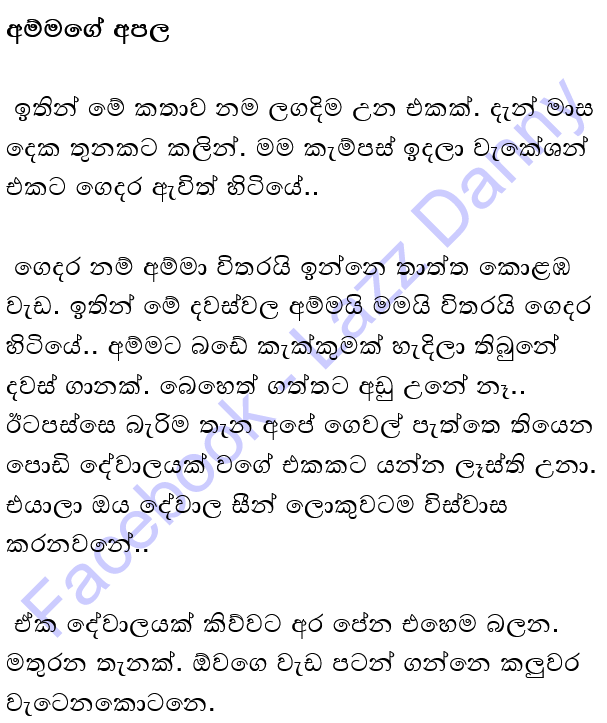 අම්මගේ අපල
ඉතින් මේ කතාව නම ලගදිම උන එකක්. දැන් මාස
දෙක තුනකට කලින්. මම කැම්පස් ඉදලා වැකේශන්
එකට ගෙදර ඇවිත් හිටියේ..
ගෙදර නම් අම්මා විතරයි ඉන්නෙ තාත්ත කොළඹ
වැඩ. ඉතින් මේ දවස්වල අම්මයි මමයි විතරයි ගෙදර
හිටියේ.. අම්මට බඩේ කැක්කුමක් හැදිලා තිබුනේ
දවස් ගානක්. බෙහෙත් ගත්තට අඩු උනේ නෑ..
ඊටපස්සෙ බැරිම තැන අපේ ගෙවල් පැත්තෙ තියෙන
පොඩි දේවාලයක් වගේ එකකට යන්න ලෑස්ති උනා.
එයාලා ඔය දේවාල සීන් ලොකුවටම විස්වාස
කරනවනේ..
ඒක දේවාලයක් කිව්වට අර පේන එහෙම බලන.
මතුරන තැනක්. ඕවගෙ වැඩ පටන් ගන්නෙ කලුවර
වැටෙනකොටනෙ.
Facebook - Lazz Danny